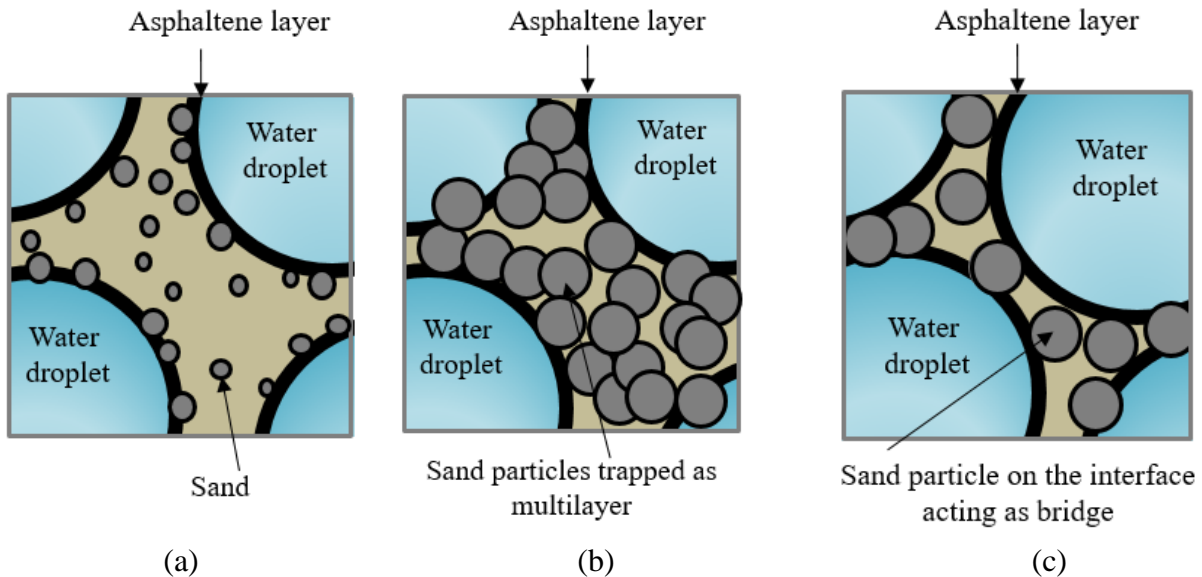 Asphaltene layer
Water
droplet
Water
droplet
Sand
(a)
Asphaltene layer
Water
droplet
Water
droplet
Sand particles trapped as
multilayer
(b)
Asphaltene layer
Water
droplet
Water
droplet
Sand particle on the interface
acting as bridge
(c)